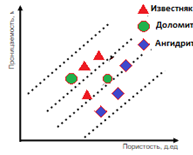 Известняк
Доломит
Ангидрит
Проницаемость,
Пористость, д.ед